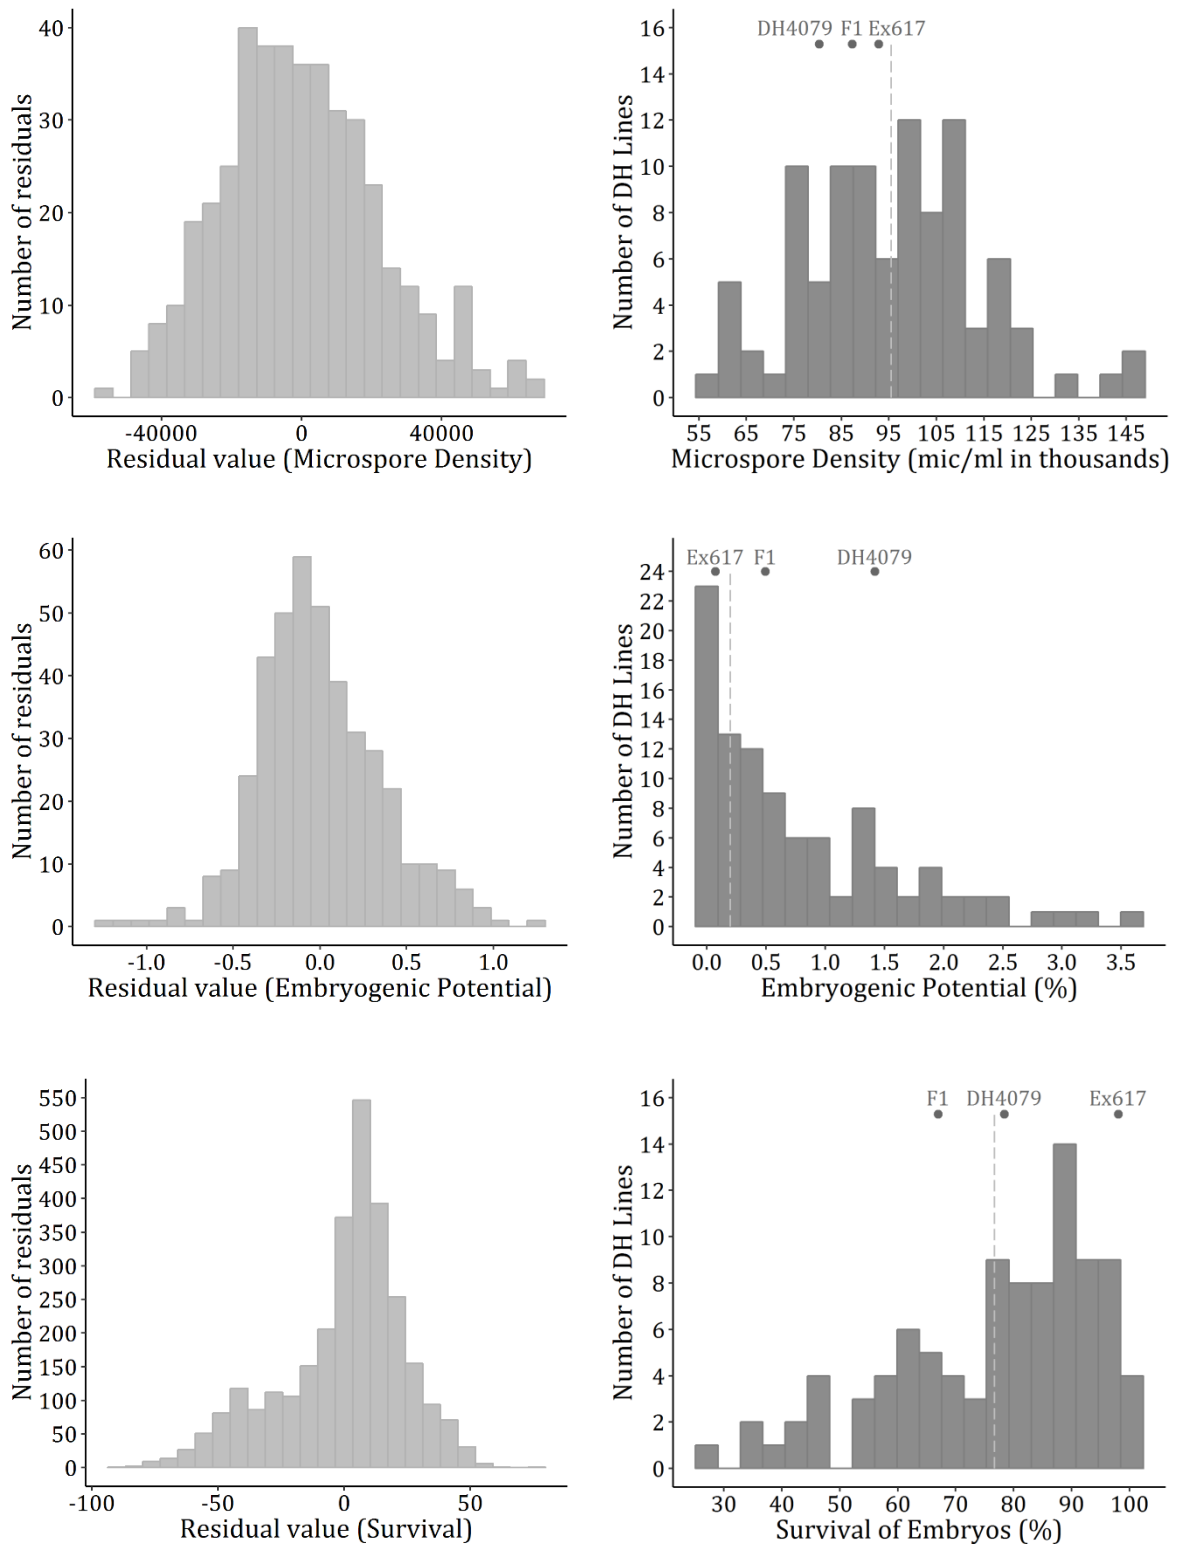 40
30
20
10
0
Number of residuals
-40000 0 40000
Residual value (Microspore Density)
DH4079 F1 Ex617
16
14
12
10
8
6
4
2
0
Number of DH Lines
55 65 75 85 95 105 115 125 135 145
Microspore Density (mic/ml in thousands)
60
50
40
30
20
10
0
Number of residuals
-1.0 -0.5 0.0 0.5 1.0
Residual value (Embryogenic Potential)
Ex617 F1 DH4079
24
22
20
18
16
14
12
10
8
6
4
2
0
Number of DH Lines
0.0 0.5 1.0 1.5 2.0 2.5 3.0 3.5
Embryogenic Potential (%)
550
500
450
400
350
300
250
200
150
100
50
0
Number of residuals
-100 -50 0 50
Residual value (Survival)
F1 DH4079 Ex617
16
14
12
10
8
6
4
2
0
Number of DH Lines
30 40 50 60 70 80 90 100
Survival of Embryos (%)